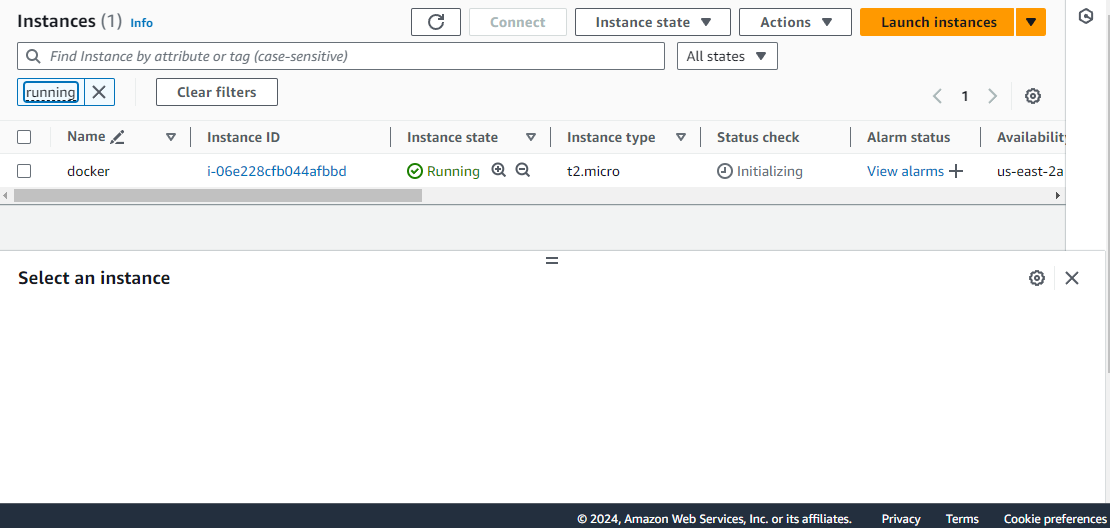 Instances (1) Info Connect Instance state Actions Launch instances
Find Instance by attribute or tag (case-sensitive) All states
running Clear filters 1
Name Instance ID Instance state Instance type Status check Alarm status Availability
docker i-06e228cfb044afbbd Running t2.micro Initializing View alarms us-east-2a
Select an instance
© 2024, Amazon Web Services, Inc. or its affiliates. Privacy Terms Cookie preferences